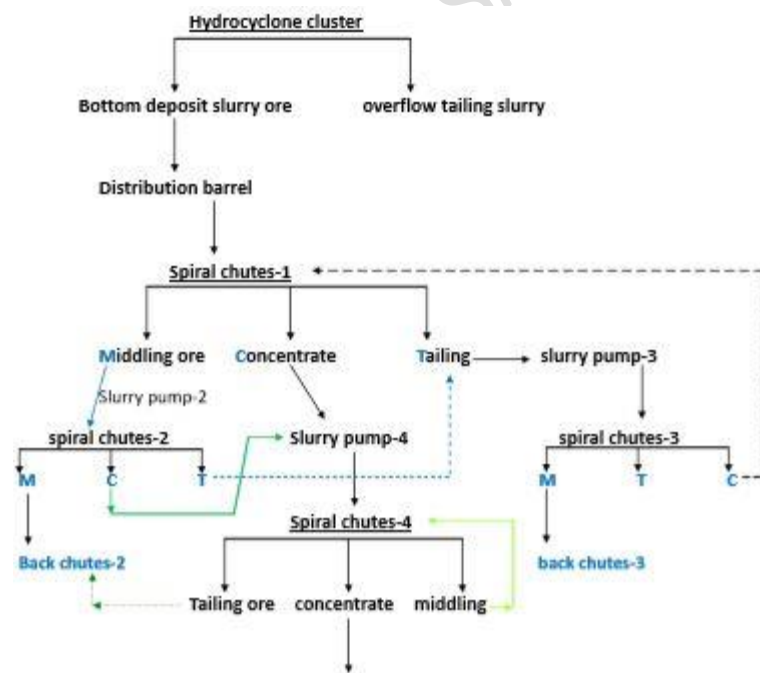 Hydrocyclone cluster
Bottom deposit slurry ore
overflow tailing slurry
Distribution barrel
Spiral chutes-1
Middling ore
Concentrate
Tailing
slurry pump-3
Slurry pump-2
spiral chutes-2
Slurry pump-4
spiral chutes-3
M
C
T
M
T
C
Spiral chutes-4
Back chutes-2
back chutes-3
Tailing ore
concentrate
middling